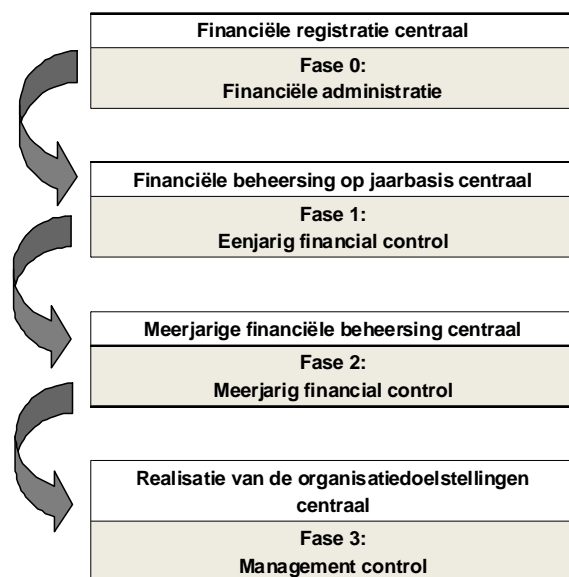 Financiële registratie centraal
Fase 0:
Financiële administratie
Financiële beheersing op jaarbasis centraal
Fase 1:
Eenjarig financial control
Meerjarige financiële beheersing centraal
Fase 2:
Meerjarig financial control
Realisatie van de organisatiedoelstellingen
centraal
Fase 3:
Management control